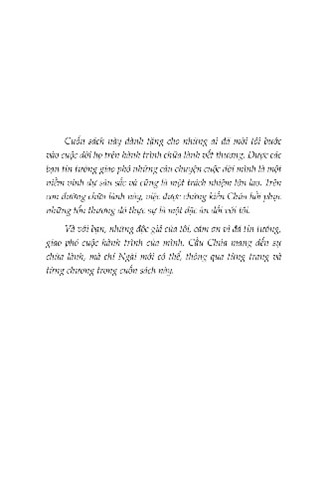 Cuốn sách này dành tặng cho những ai đã mời tôi bước
vào cuộc đời họ trên hành trình chữa lành vết thương. Được các
bạn tin tưởng giao phó những câu chuyện cuộc đời mình là một
niềm vinh dự sâu sắc và cũng là một trách nhiệm lớn lao. Trên
con đường chữa lành này, việc được chứng kiến Chúa hồi phục
những tổn thương đó thực sự là một đặc ân đối với tôi.
Và với bạn, những độc giả của tôi, cảm ơn vì đã tin tưởng,
giao phó cuộc hành trình của mình. Cầu Chúa mang đến sự
chữa lành, mà chỉ Ngài mới có thể, thông qua từng trang và
từng chương trong cuốn sách này.